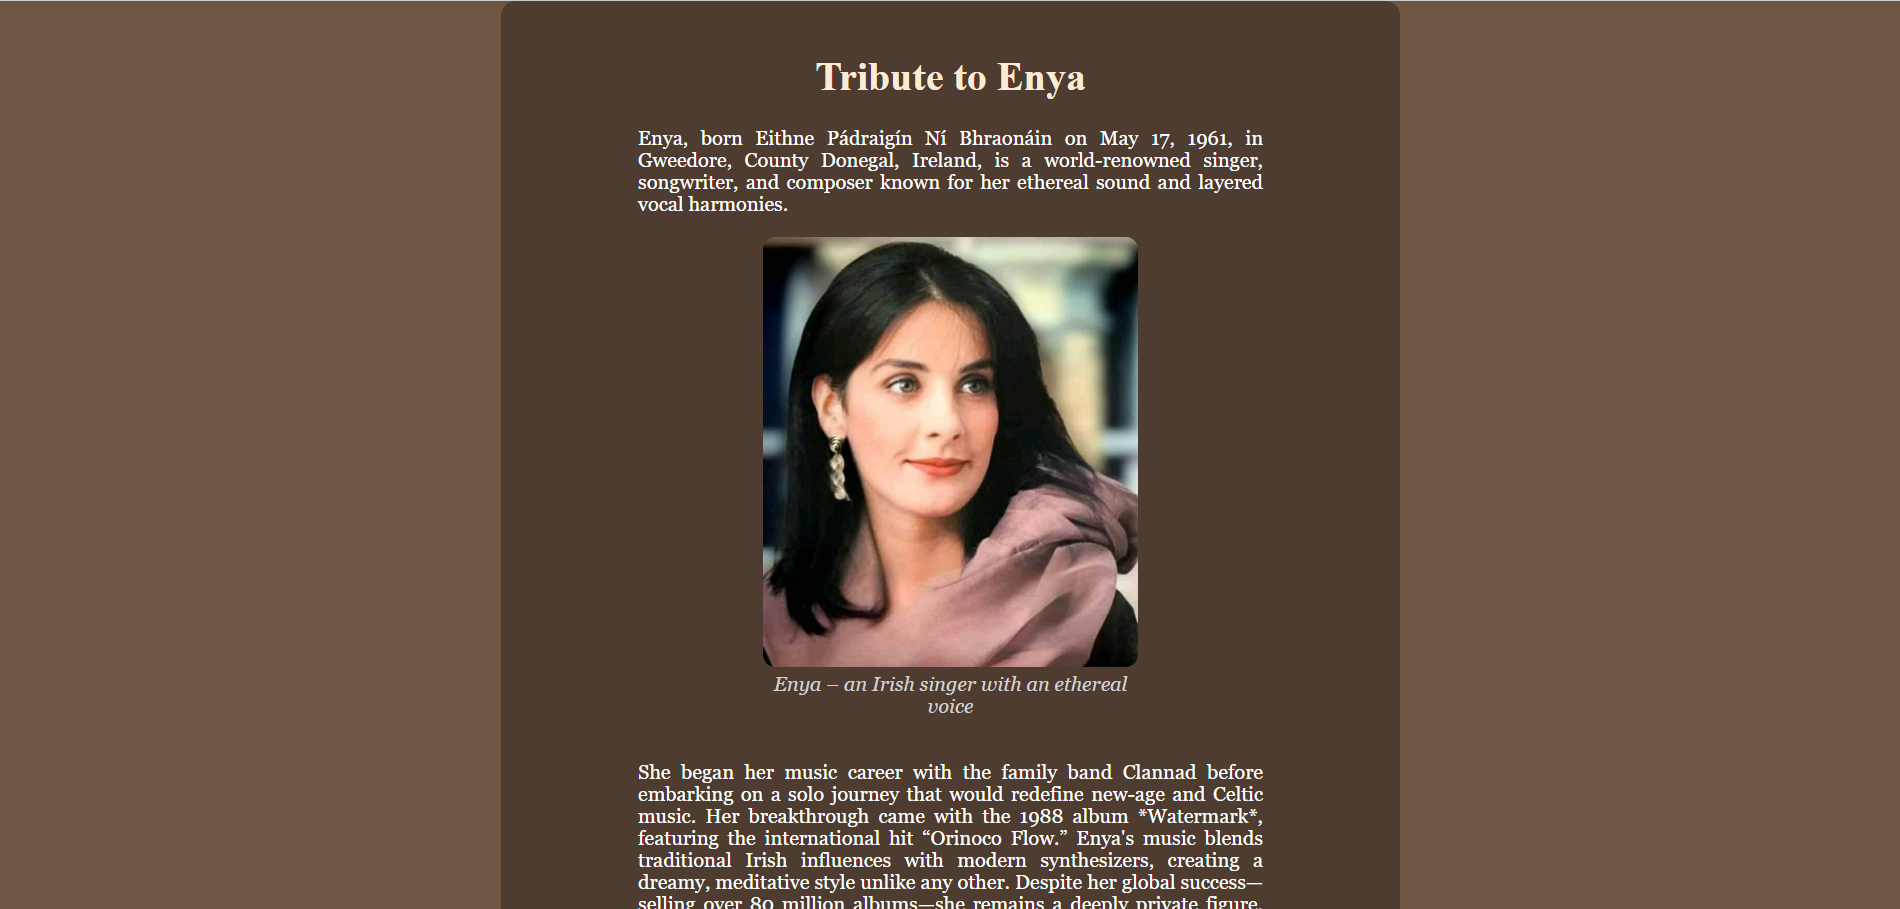 Tribute to Enya
Enya, born Eithne Pádraigín Ní Bhraonáin on May 17, 1961, in
Gweedore, County Donegal, Ireland, is a world-renowned singer,
songwriter, and composer known for her ethereal sound and layered
vocal harmonies.
Enya – an Irish singer with an ethereal
voice
She began her music career with the family band Clannad before
embarking on a solo journey that would redefine new-age and Celtic
music. Her breakthrough came with the 1988 album *Watermark*,
featuring the international hit “Orinoco Flow.” Enya's music blends
traditional Irish influences with modern synthesizers, creating a
dreamy, meditative style unlike any other. Despite her global success—
selling over 80 million albums—she remains a deeply private figure,